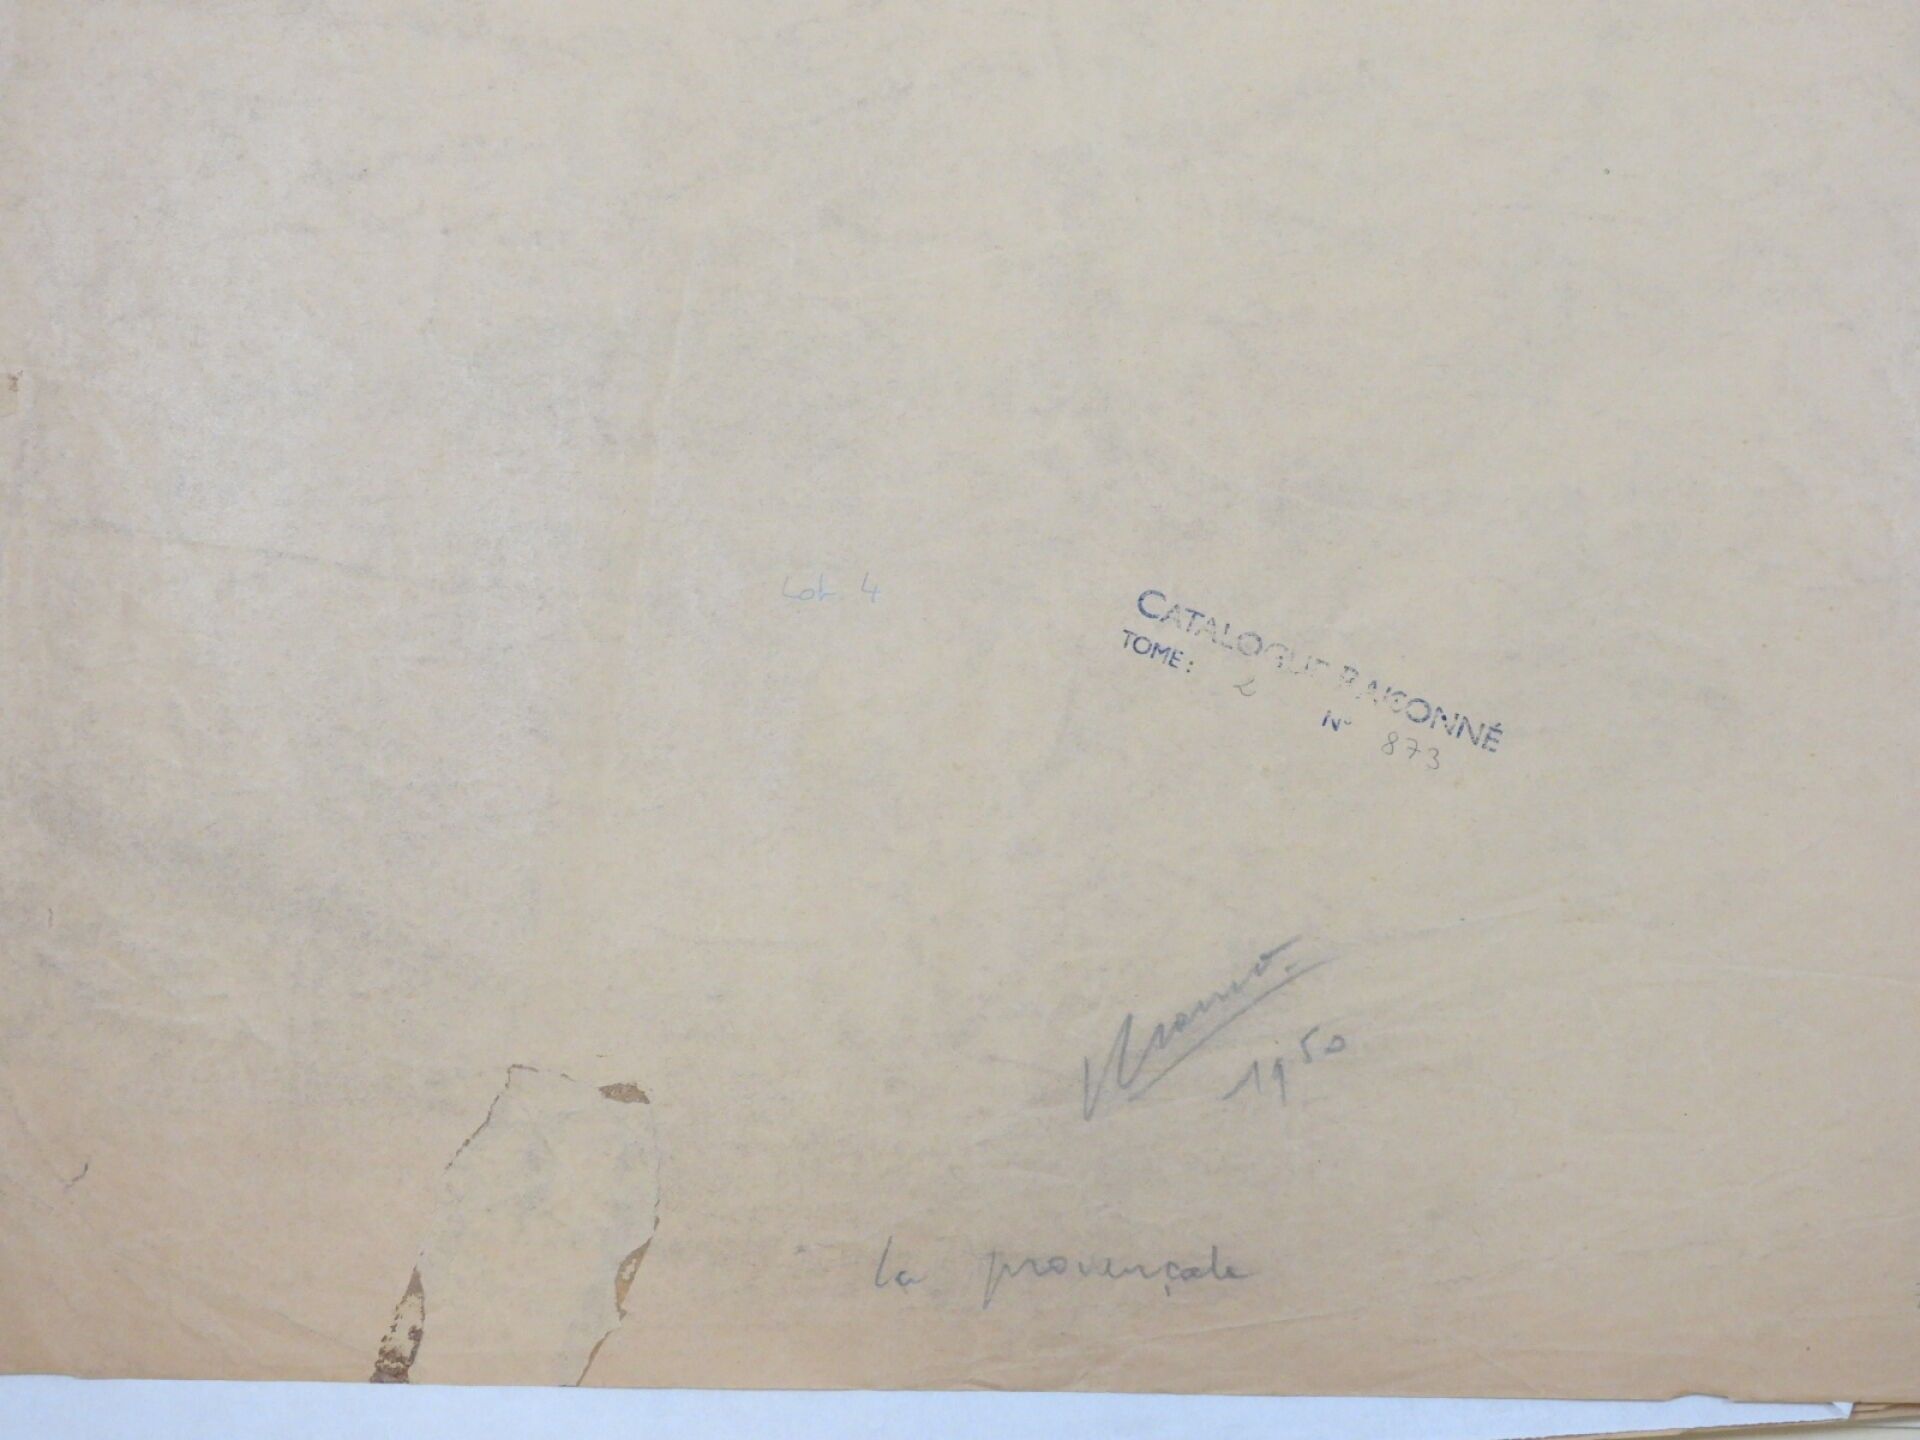 Lot 4
CATALOGUE RAISONNÉ
TOME: 2
N° 873
1950
la provençale